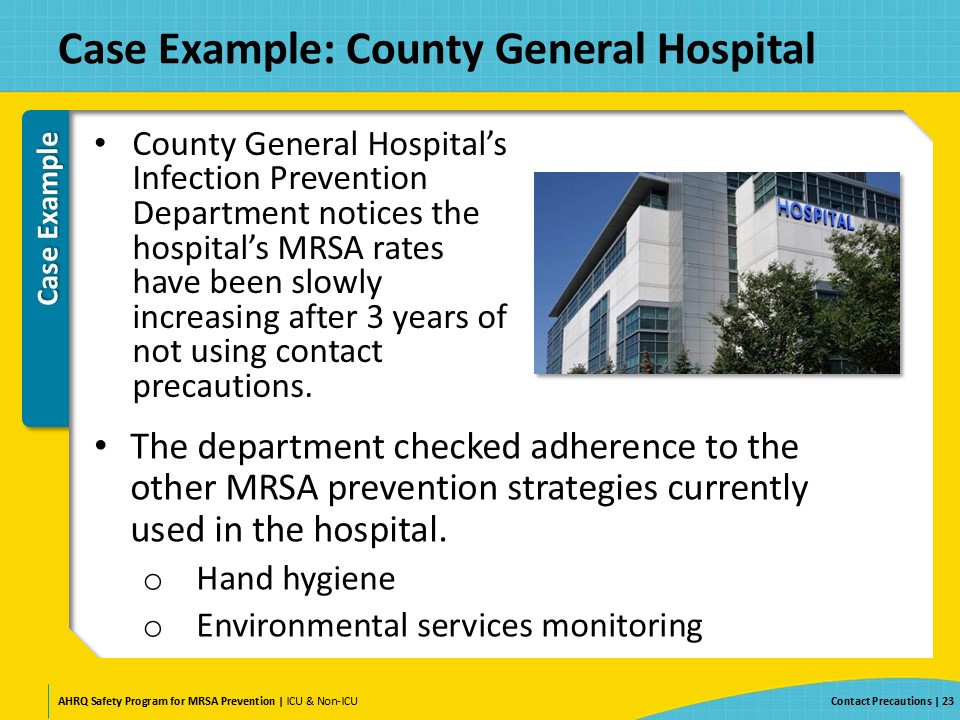 Case Example: County General Hospital
Case Example
• County General Hospital’s
Infection Prevention
Department notices the
hospital’s MRSA rates
have been slowly
increasing after 3 years of
not using contact
precautions.
HOSPITAL
• The department checked adherence to the
other MRSA prevention strategies currently
used in the hospital.
o Hand hygiene
o Environmental services monitoring
AHRQ Safety Program for MRSA Prevention | ICU & Non-ICU
Contact Precautions | 23